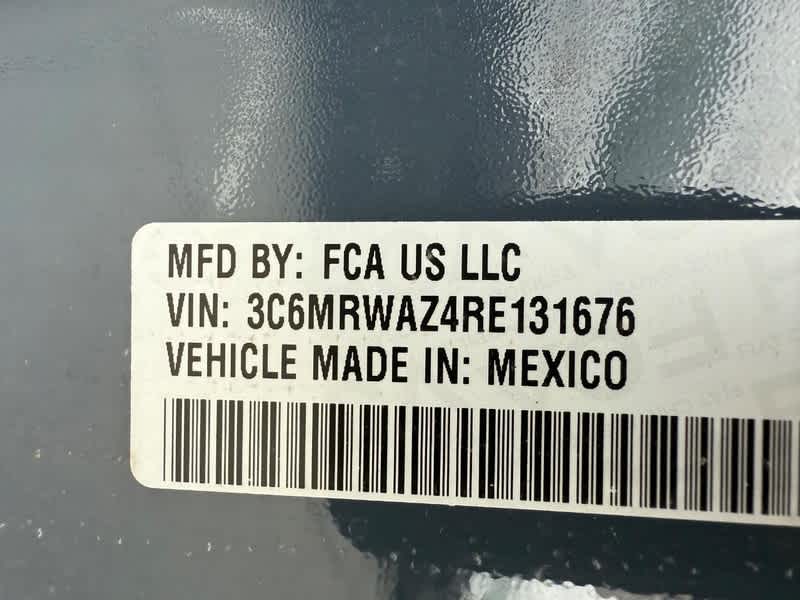 MFD BY: FCA US LLC
VIN: 3C6MRWAZ4RE131676
VEHICLE MADE IN: MEXICO